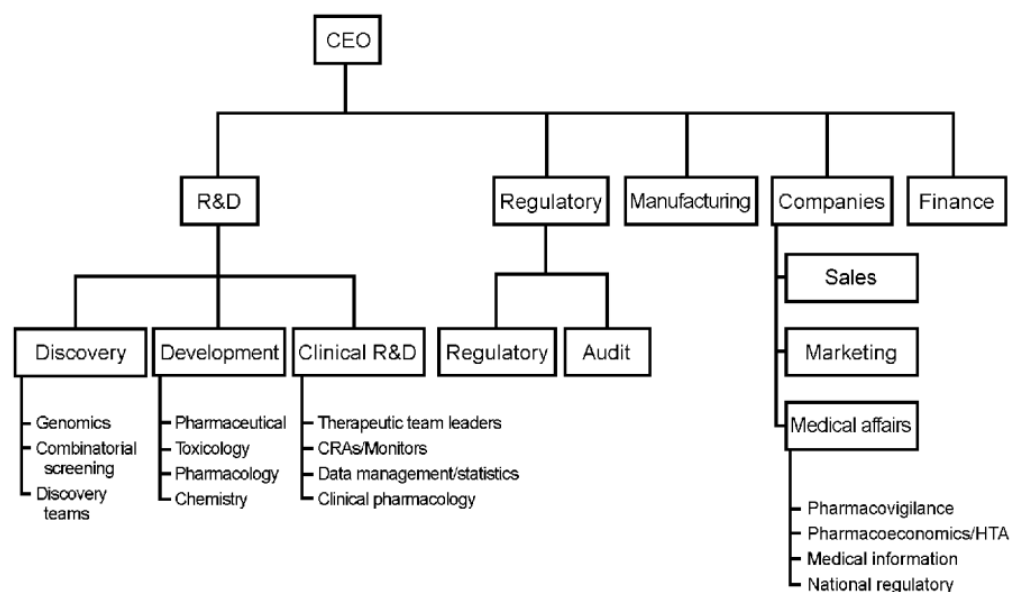 CEO
R&D
Regulatory
Manufacturing
Companies
Finance
Sales
Discovery
Development
Clinical R&D
Regulatory
Audit
Marketing
Medical affairs
Genomics
Combinatorial
screening
Discovery
teams
Pharmaceutical
Toxicology
Pharmacology
Chemistry
Therapeutic team leaders
CRAs/Monitors
Data management/statistics
Clinical pharmacology
Pharmacovigilance
Pharmacoeconomics/HTA
Medical information
National regulatory